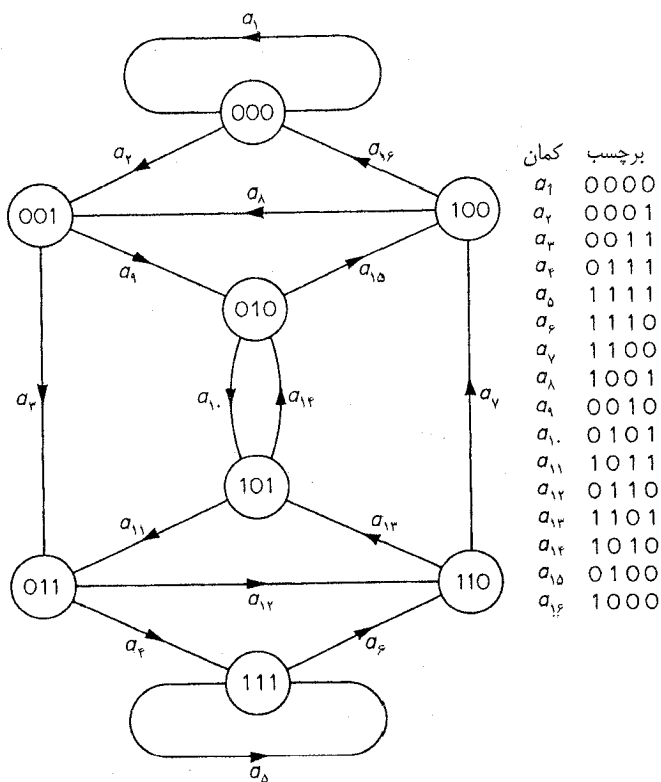 a۱
000
a۲
a۱۶
001
a۸
100
a۹
a۱۵
010
a۳
a۱۰
a۱۴
a۷
101
a۱۱
a۱۳
011
a۱۲
110
a۴
a۶
111
a۵
کمان برچسب
a۱ 0000
a۲ 0001
a۳ 0011
a۴ 0111
a۵ 1111
a۶ 1110
a۷ 1100
a۸ 1001
a۹ 0010
a۱۰ 0101
a۱۱ 1011
a۱۲ 0110
a۱۳ 1101
a۱۴ 1010
a۱۵ 0100
a۱۶ 1000